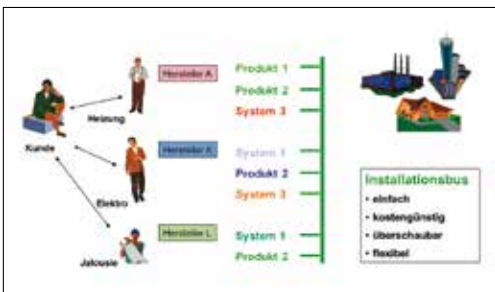 Kunde
Heizung
Elektro
Jalousie
Hersteller A
Produkt 1
Produkt 2
System 3
Hersteller K
System 1
Produkt 2
System 3
Hersteller L
System 1
Produkt 2
Installationsbus
• einfach
• kostengünstig
• überschaubar
• flexibel